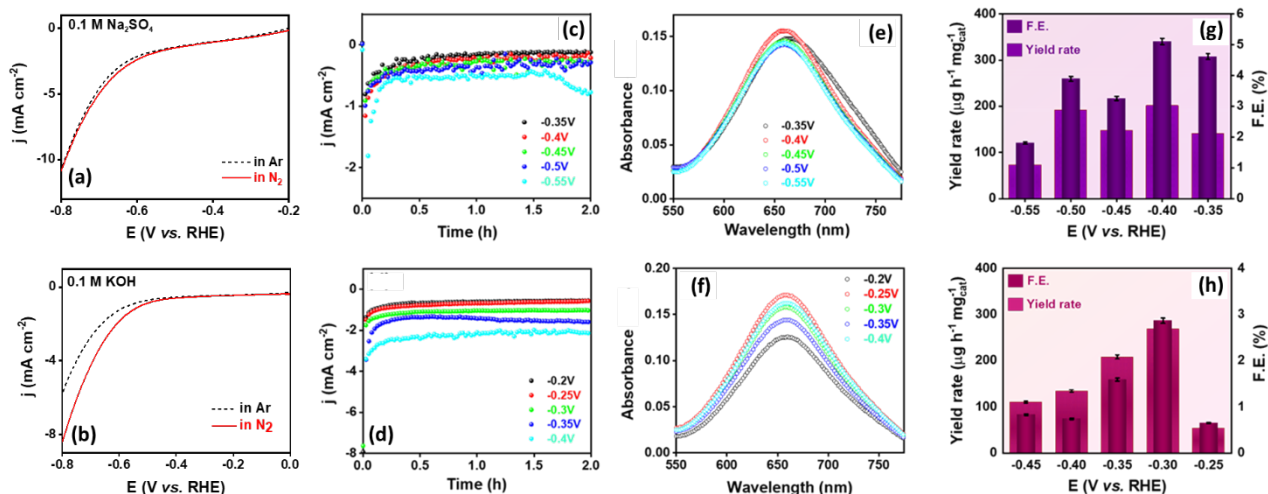 0.1 M Na₂SO₄
(a)
in Ar
in N₂
j (mA cm⁻²)
0
-5
-10
-0.8
-0.6
-0.4
-0.2
E (V vs. RHE)
(c)
j (mA cm⁻²)
0
-1
-2
-0.35V
-0.4V
-0.45V
-0.5V
-0.55V
0.0
0.5
1.0
1.5
2.0
Time (h)
(e)
Absorbance
0.15
0.10
0.05
0.00
-0.35V
-0.4V
-0.45V
-0.5V
-0.55V
550
600
650
700
750
Wavelength (nm)
(g)
F.E.
Yield rate
Yield rate (μg h⁻¹ mg⁻¹cat)
400
300
200
100
0
F.E. (%)
6
5
4
3
2
1
0
-0.55
-0.50
-0.45
-0.40
-0.35
E (V vs. RHE)
0.1 M KOH
(b)
in Ar
in N2
j (mA cm⁻²)
0
-4
-8
-0.8
-0.6
-0.4
-0.2
0.0
E (V vs. RHE)
(d)
j (mA cm⁻²)
0
-2
-4
-6
-8
-0.2V
-0.25V
-0.3V
-0.35V
-0.4V
0.0
0.5
1.0
1.5
2.0
Time (h)
(f)
Absorbance
0.20
0.15
0.10
0.05
0.00
-0.2V
-0.25V
-0.3V
-0.35V
-0.4V
550
600
650
700
750
Wavelength (nm)
(h)
F.E.
Yield rate
Yield rate (μg h⁻¹ mg⁻¹cat)
400
300
200
100
0
F.E. (%)
4
3
2
1
0
-0.45
-0.40
-0.35
-0.30
-0.25
E (V vs. RHE)